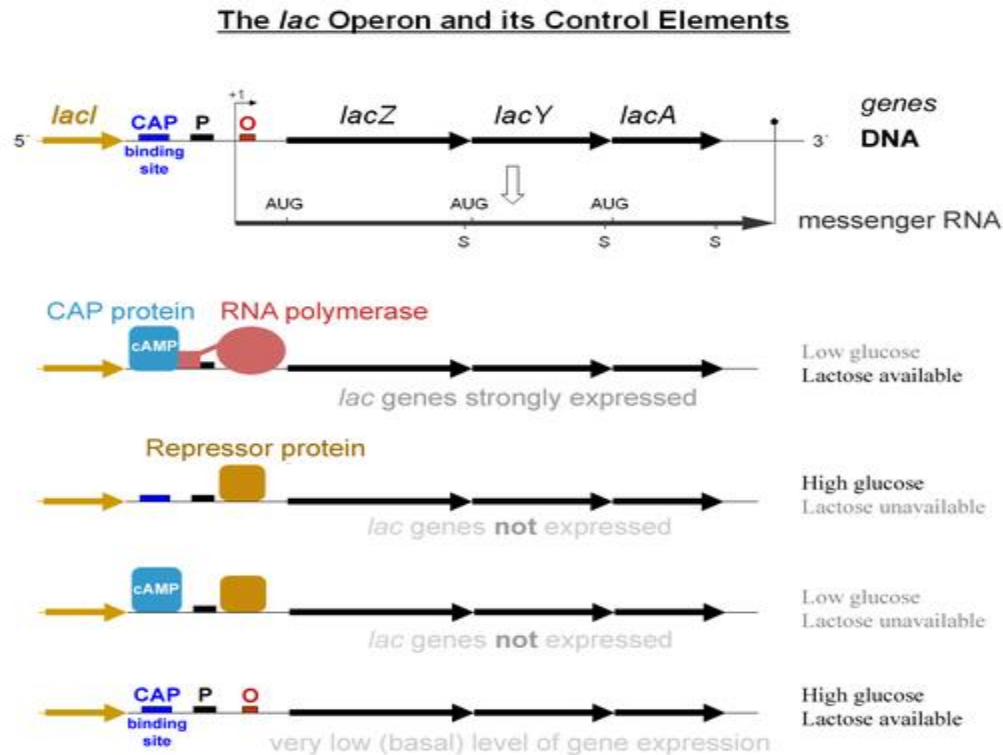 The lac Operon and its Control Elements
+1
lacI CAP P O lacZ lacY lacA genes
5´ 3´ DNA
binding
site
AUG AUG AUG
messenger RNA
S S S
CAP protein RNA polymerase
cAMP
Low glucose
Lactose available
lac genes strongly expressed
Repressor protein
High glucose
Lactose unavailable
lac genes not expressed
cAMP
Low glucose
Lactose unavailable
lac genes not expressed
CAP P O
High glucose
Lactose available
binding
site
very low (basal) level of gene expression